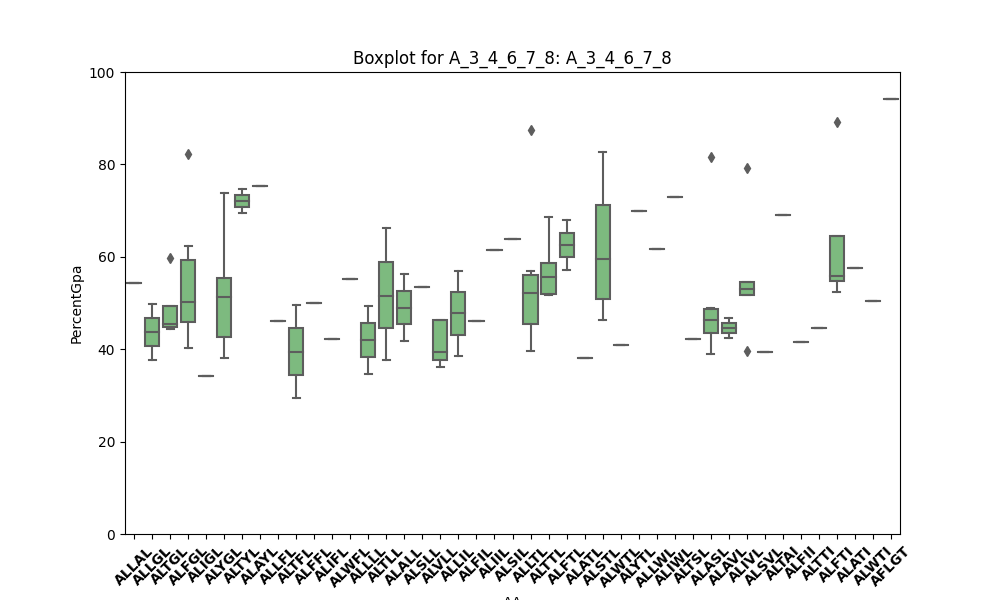 Boxplot for A_3_4_6_7_8: A_3_4_6_7_8
PercentGpa
100
80
60
40
20
0
ALLAL
ALLGL
ALTGL
ALFGL
ALIGL
ALYGL
ALTYL
ALAYL
ALLFL
ALTFL
ALFFL
ALIFL
ALWFL
ALLLL
ALTLL
ALALL
ALSLL
ALVLL
ALLIL
ALFIL
ALIIL
ALSIL
ALLTL
ALTTL
ALFTL
ALATL
ALSTL
ALWTL
ALYTL
ALLWL
ALIWL
ALTSL
ALASL
ALAVL
ALIVL
ALSVL
ALTAI
ALFII
ALTTI
ALFTI
ALATI
ALWTI
AFLGT